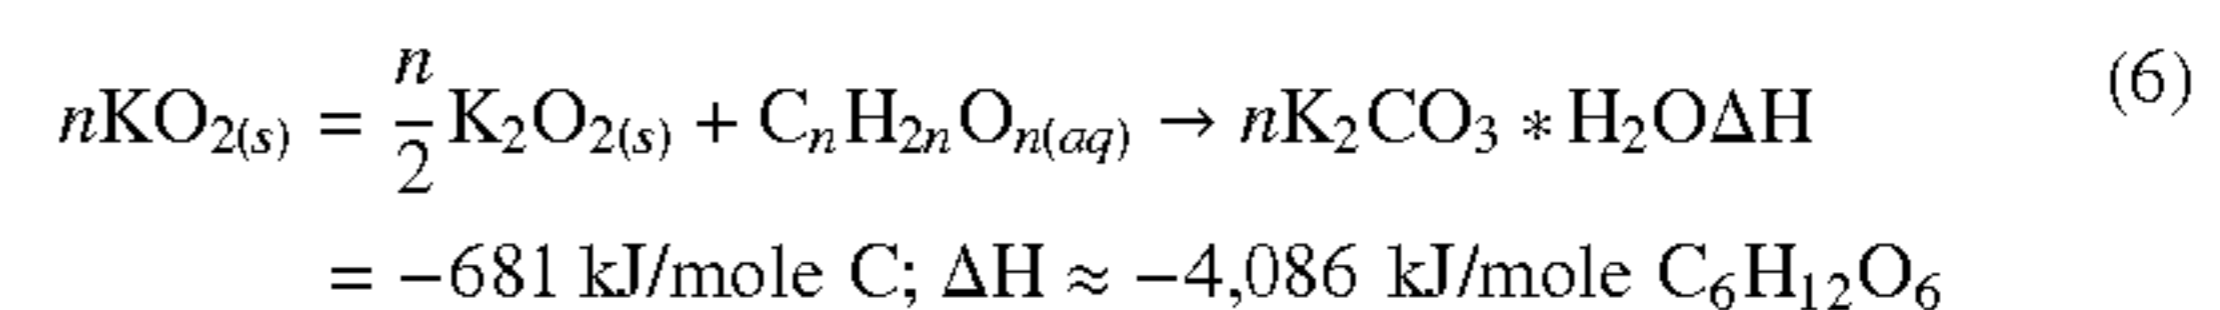 nKO₂₍ₛ₎ = n/2 K₂O₂₍ₛ₎ + CₙH₂ₙOₙ₍aq₎ → nK₂CO₃ * H₂OΔH (6)
= −681 kJ/mole C; ΔH ≈ −4,086 kJ/mole C₆H₁₂O₆